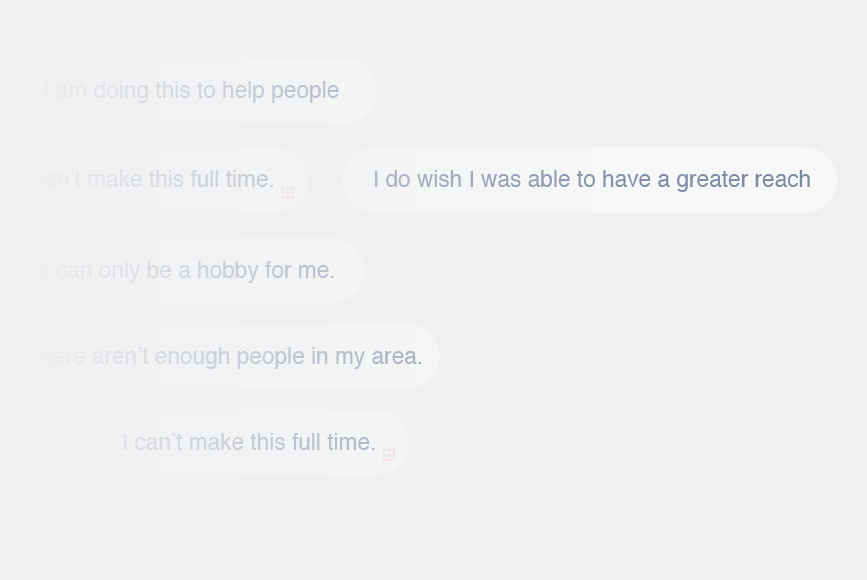 I am doing this to help people
can't make this full time.
I do wish I was able to have a greater reach
can only be a hobby for me.
There aren't enough people in my area.
I can't make this full time.